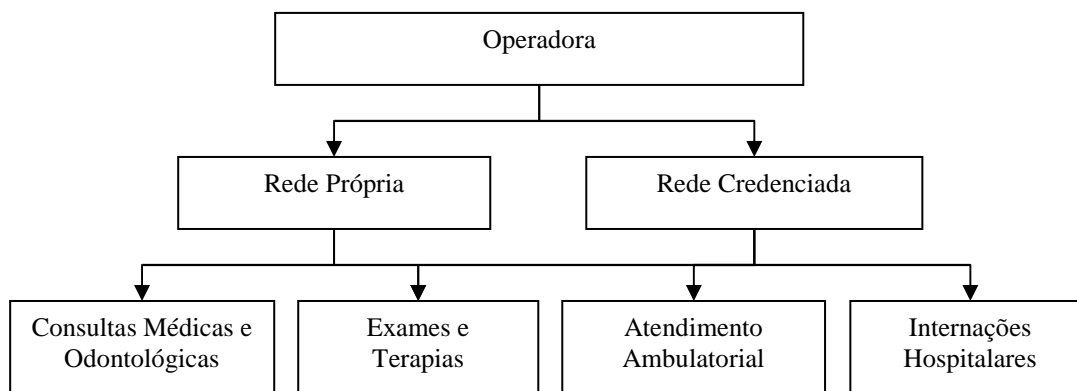 Operadora
Rede Própria
Rede Credenciada
Consultas Médicas e
Odontológicas
Exames e
Terapias
Atendimento
Ambulatorial
Internações
Hospitalares